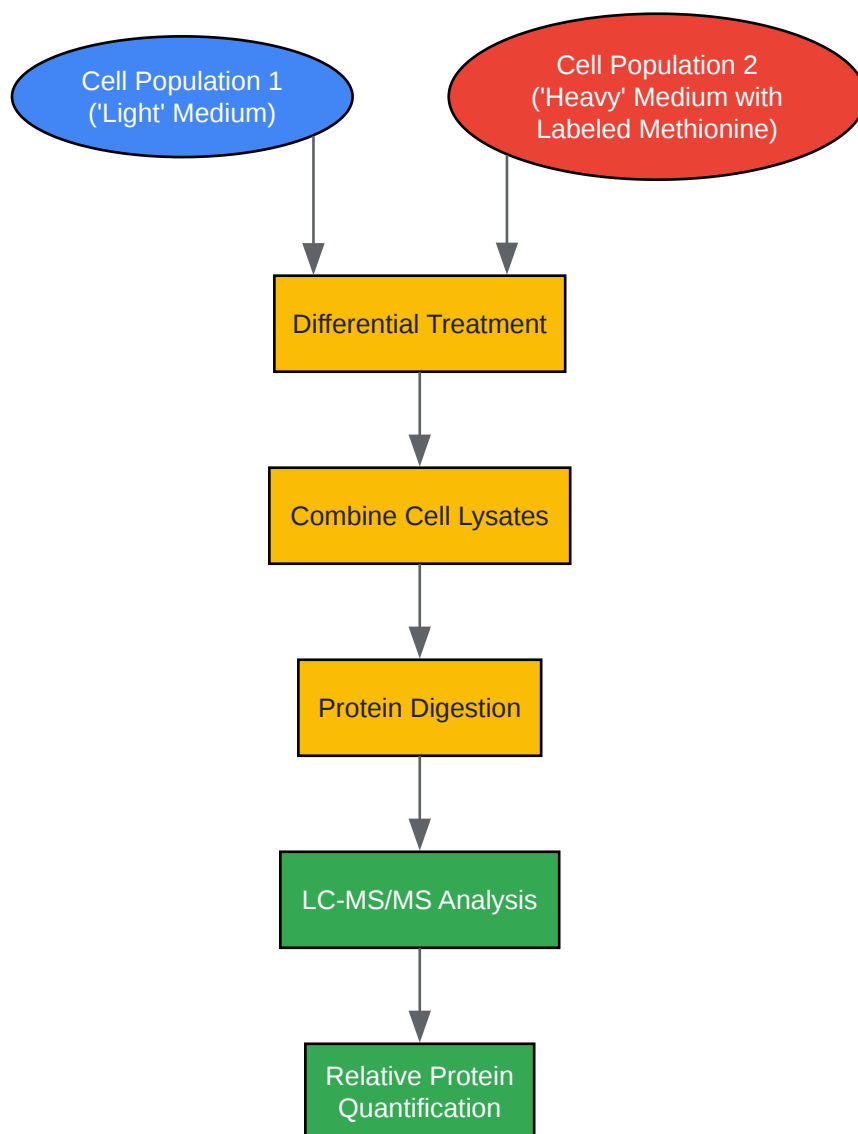 Cell Population 1
('Light' Medium)
Cell Population 2
('Heavy' Medium with
Labeled Methionine)
Differential Treatment
Combine Cell Lysates
Protein Digestion
LC-MS/MS Analysis
Relative Protein
Quantification